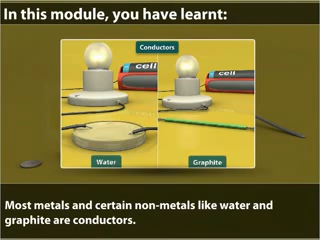 In this module, you have learnt:
Conductors
cell
cell
Water
Graphite
Most metals and certain non-metals like water and
graphite are conductors.